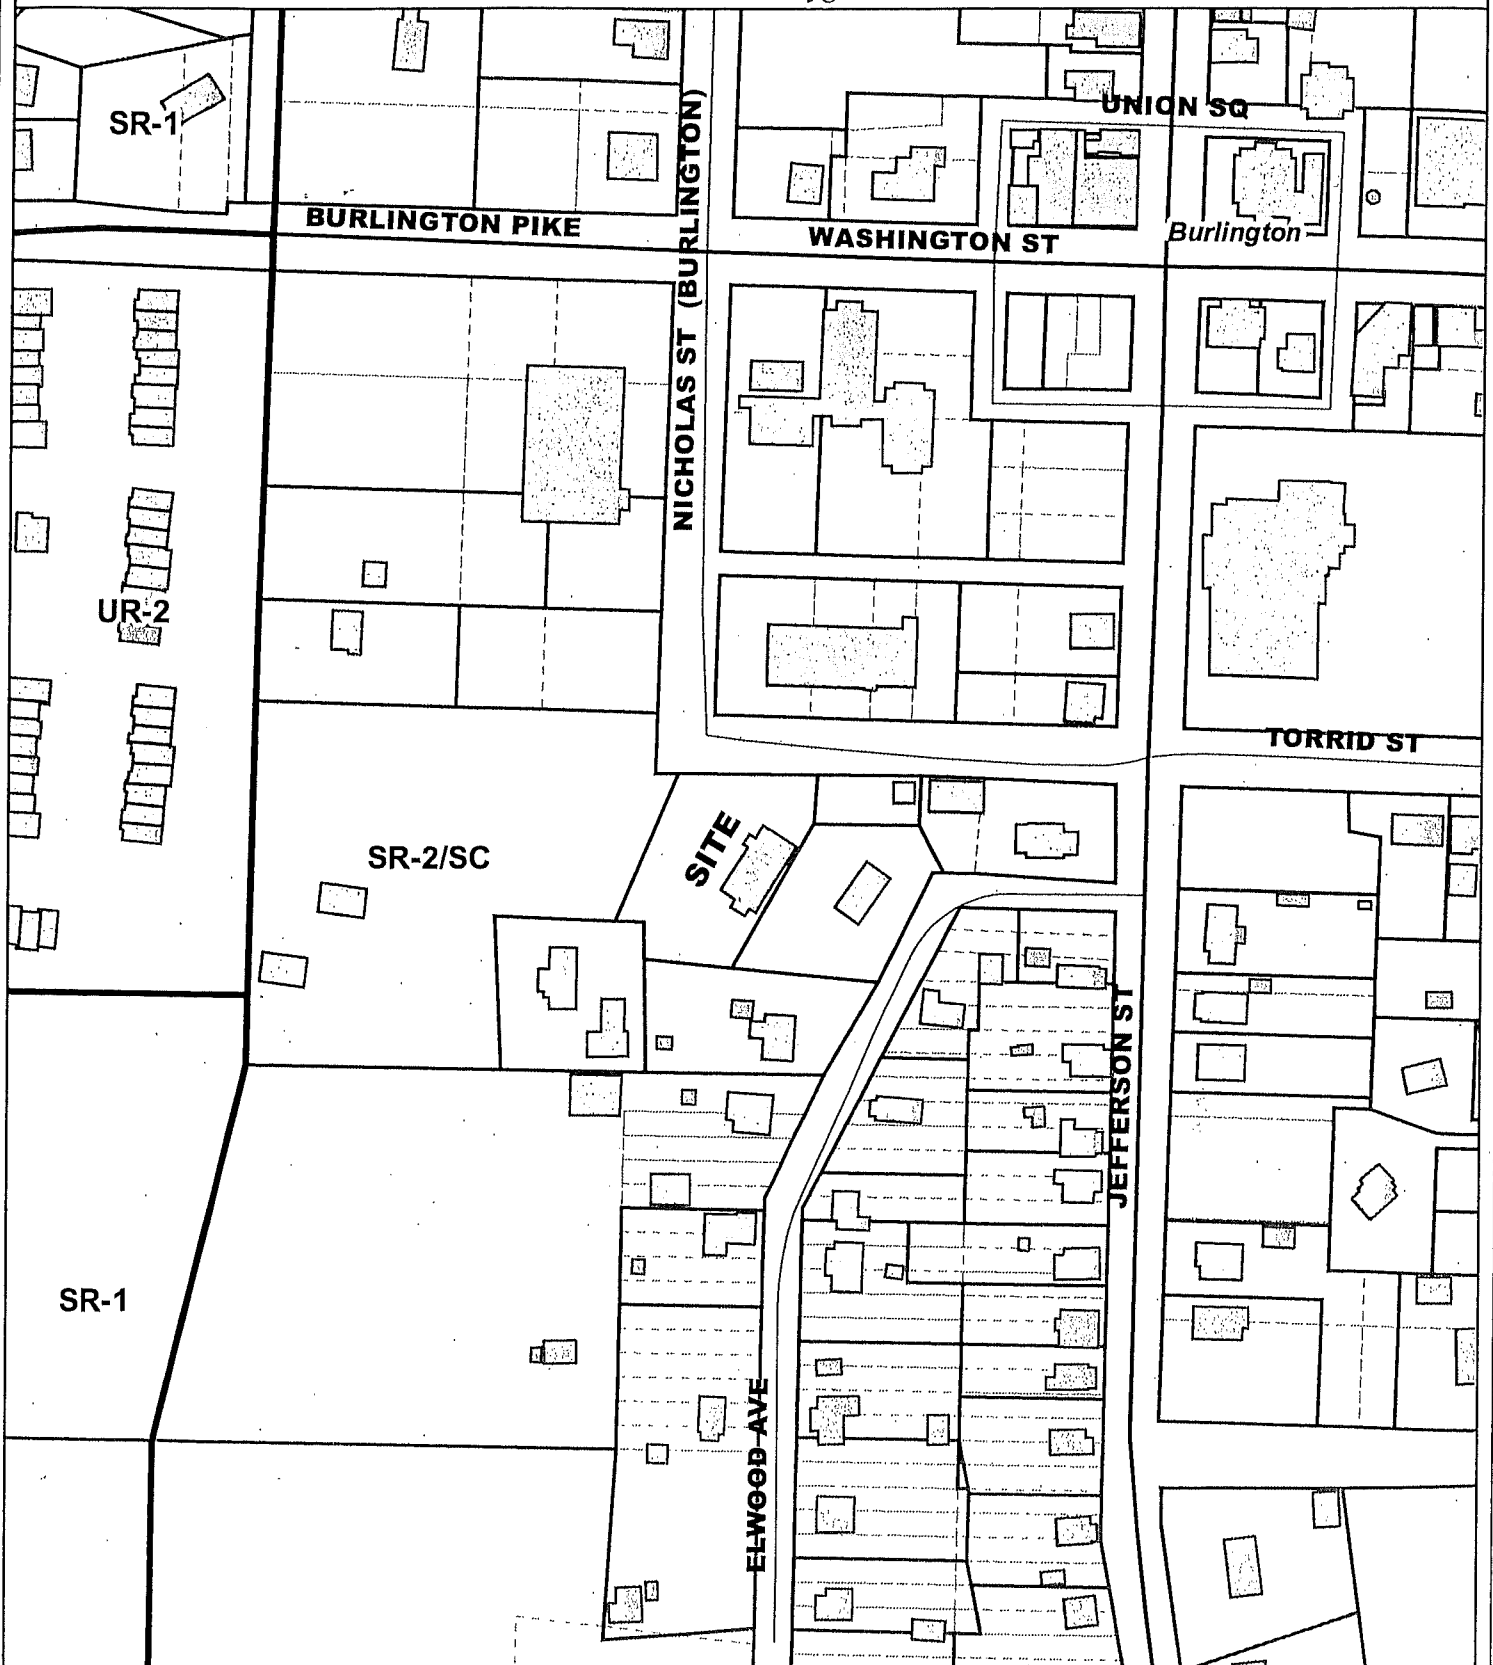 UNION SQ
SR-1
BURLINGTON PIKE
WASHINGTON ST
Burlington
NICHOLAS ST (BURLINGTON)
UR-2
TORRID ST
SITE
SR-2/SC
JEFFERSON ST
SR-1
ELWOOD AVE